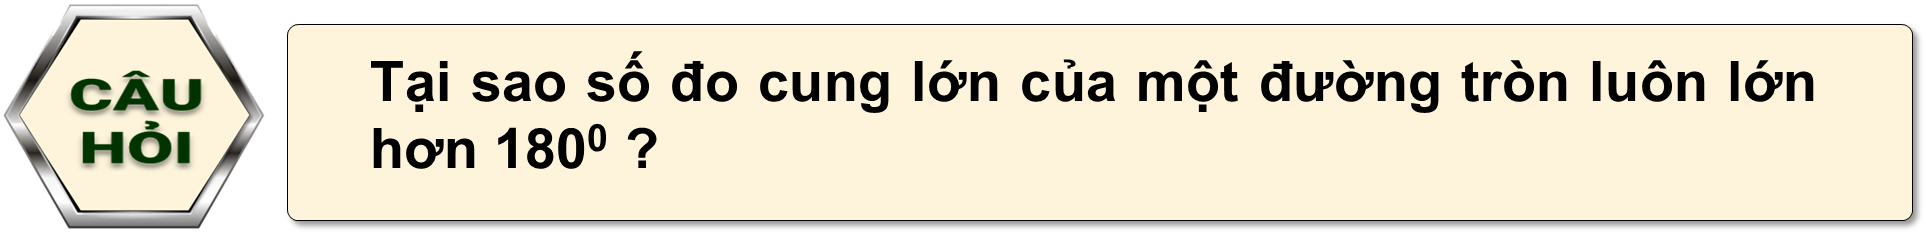 CÂU
HỎI
Tại sao số đo cung lớn của một đường tròn luôn lớn
hơn 180⁰ ?